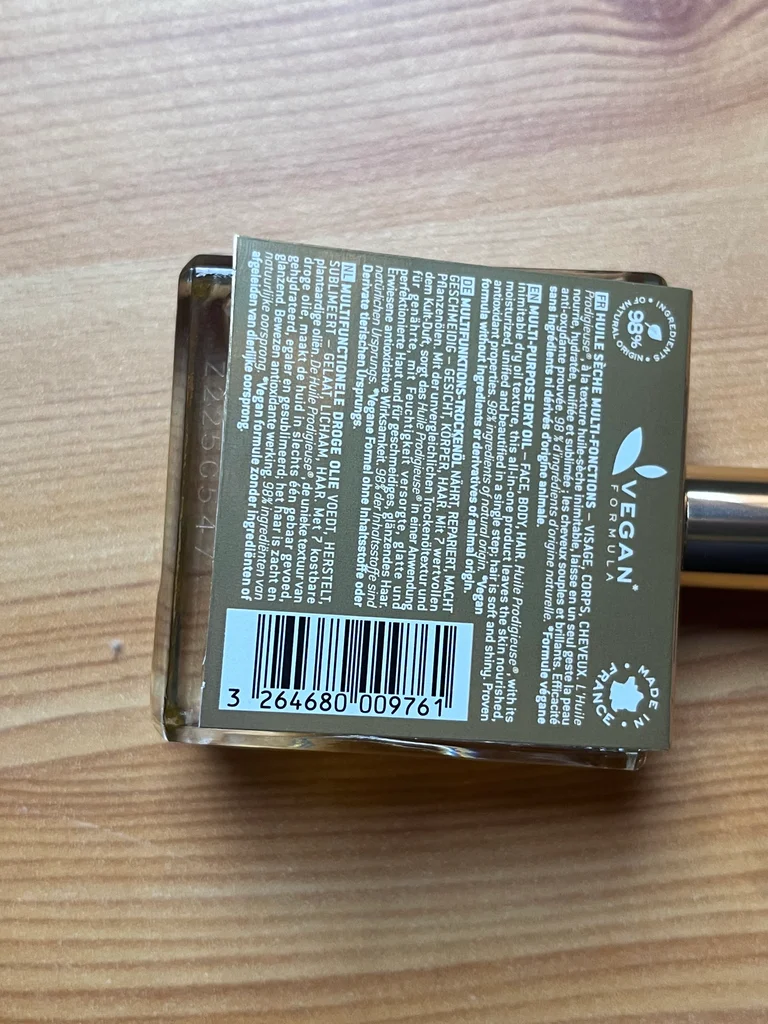 98%
INGREDIENTS • OF NATURAL ORIGIN •
VEGAN*
FORMULA
MADE IN
• FRANCE •
FR HUILE SÈCHE MULTI-FONCTIONS – VISAGE, CORPS, CHEVEUX. L'Huile
Prodigieuse®, à la texture huile-sèche inimitable, laisse en un seul geste la peau
nourrie, hydratée, unifiée et sublimée ; les cheveux souples et brillants. Efficacité
anti-oxydante prouvée. 98 % d'ingrédients d'origine naturelle. *Formule végane
sans ingrédient ni dérivés d'origine animale.
EN MULTI-PURPOSE DRY OIL – FACE, BODY, HAIR. Huile Prodigieuse®, with its
inimitable dry oil texture, this all-in-one product leaves the skin nourished,
moisturized, unified and beautified in a single step; hair is soft and shiny. Proven
antioxidant properties. 98% ingredients of natural origin. *Vegan
formula without ingredients or derivatives of animal origin.
DE MULTIFUNKTIONS-TROCKENÖL NÄHRT, REPARIERT, MACHT
GESCHMEIDIG – GESICHT, KÖRPER, HAAR. Mit 7 wertvollen
Pflanzenölen. Mit der unvergleichlichen Trockenöltextur und
dem Kult-Duft, sorgt das Huile Prodigieuse® in einer Anwendung
für genährte, mit Feuchtigkeit versorgte, glatte und
perfektionierte Haut und für geschmeidiges, glänzendes Haar.
Erwiesene antioxidative Wirksamkeit. 98% der Inhaltsstoffe sind
natürlichen Ursprungs. *Vegane Formel ohne Inhaltsstoffe oder
Derivate tierischen Ursprungs.
NL MULTIFUNCTIONELE DROGE OLIE VOEDT, HERSTELT,
SUBLIMEERT – GELAAT, LICHAAM, HAAR. Met 7 kostbare
plantaardige oliën. De Huile Prodigieuse®, de unieke textuur van
droge olie, maakt de huid in slechts één gebaar gevoed,
gehydrateerd, egaler en gesublimeerd; het haar is zacht en
glanzend. Bewezen antioxidante werking. 98% ingrediënten van
natuurlijke oorsprong. *Vegan formule zonder ingrediënten of
afgeleiden van dierlijke oorsprong.
3 264680 009761